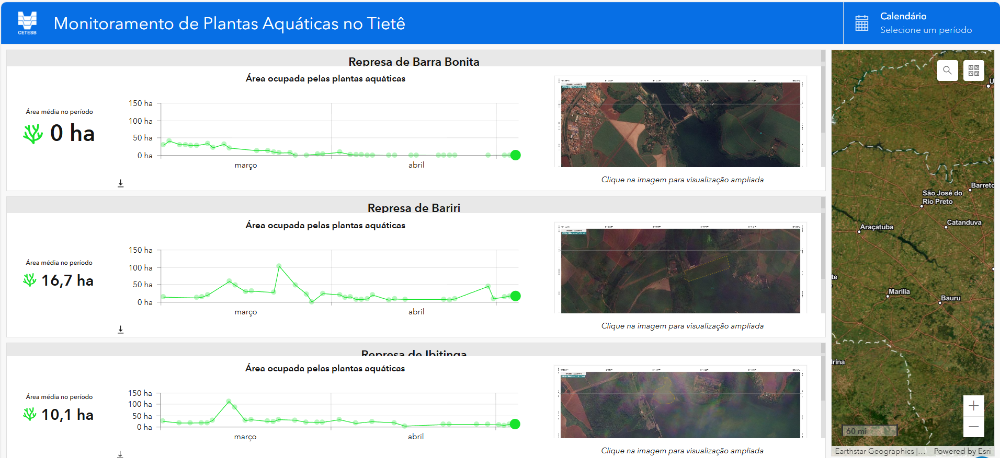 CETESB
Monitoramento de Plantas Aquáticas no Tietê
Calendário
Selecione um período
Represa de Barra Bonita
Área ocupada pelas plantas aquáticas
Área média no período
0 ha
150 ha
100 ha
50 ha
0 ha
março
abril
Clique na imagem para visualização ampliada
Represa de Bariri
Área ocupada pelas plantas aquáticas
Área média no período
16,7 ha
150 ha
100 ha
50 ha
0 ha
março
abril
Clique na imagem para visualização ampliada
Represa de Ibitinga
Área ocupada pelas plantas aquáticas
Área média no período
10,1 ha
150 ha
100 ha
50 ha
0 ha
março
abril
Clique na imagem para visualização ampliada
U
Barreto
São José do
Rio Preto
Catanduva
Araçatuba
te
Marília
Bauru
lrina
60 mi
Earthstar Geographics |... Powered by Esri